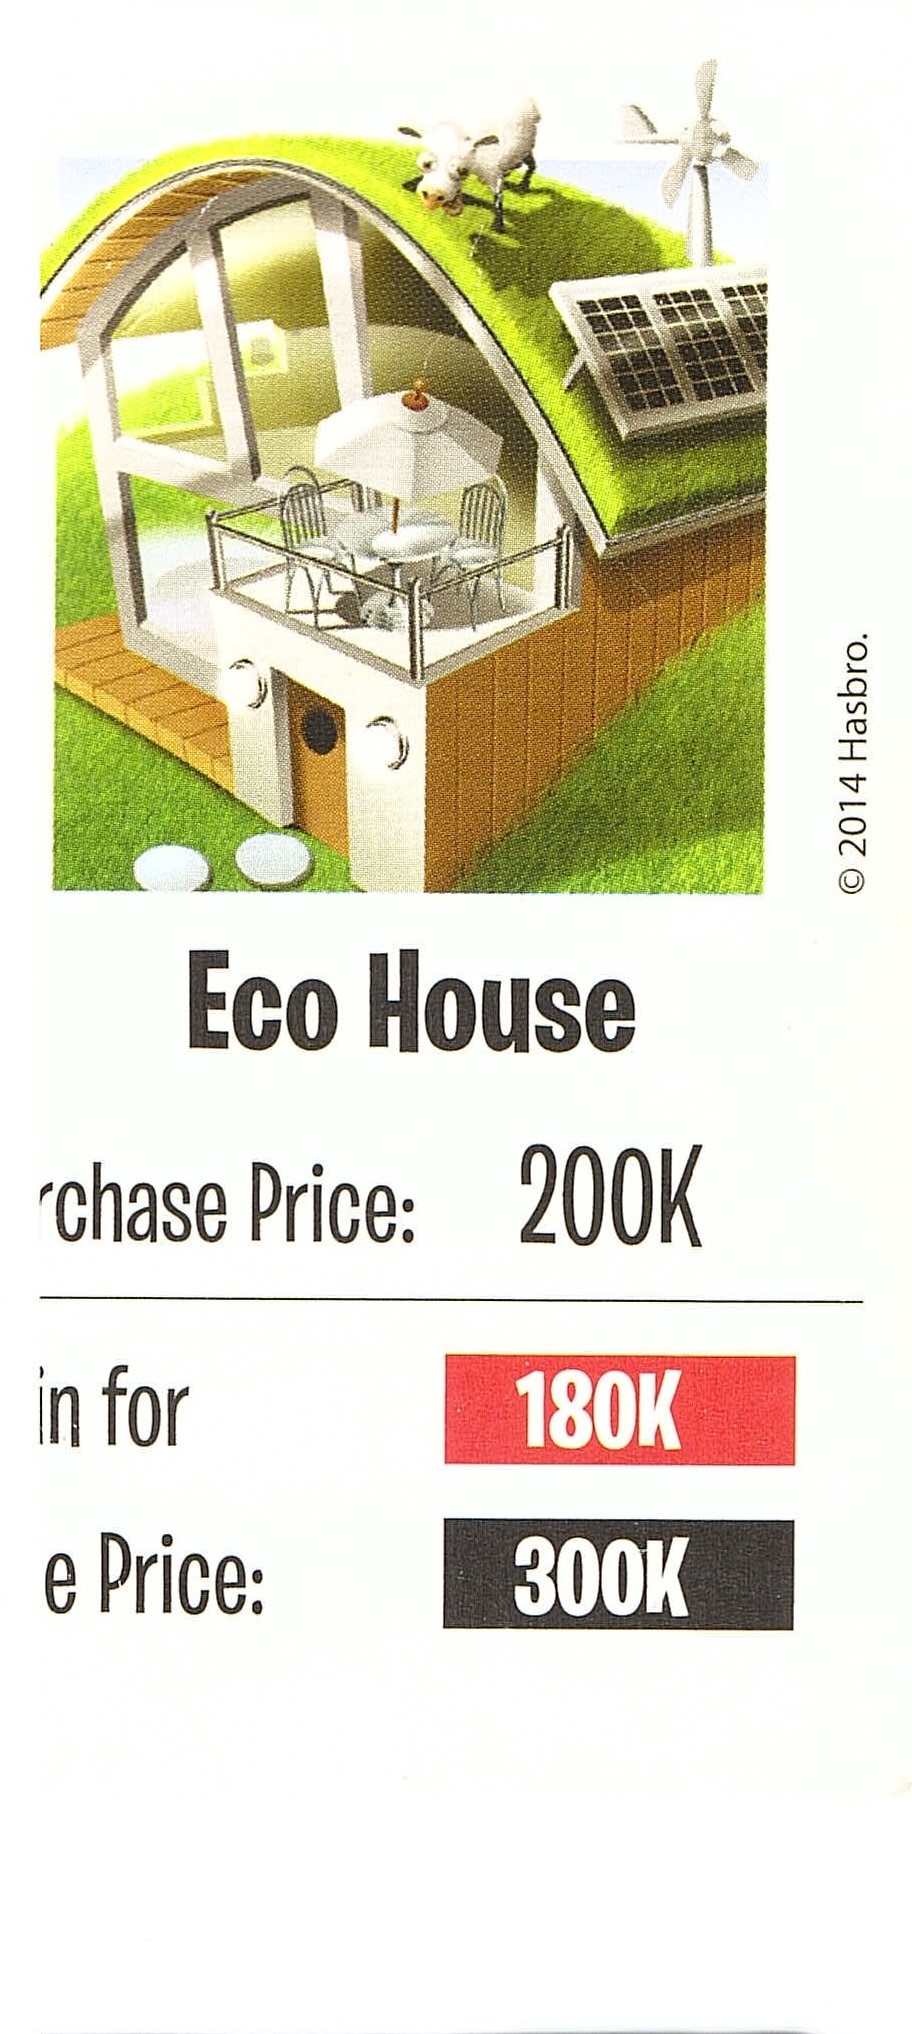 © 2014 Hasbro.
Eco House
rchase Price: 200K
in for 180K
e Price: 300K